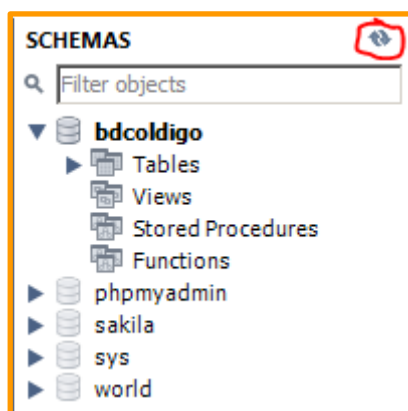 SCHEMAS
Filter objects
bdcoldigo
Tables
Views
Stored Procedures
Functions
phpmyadmin
sakila
sys
world